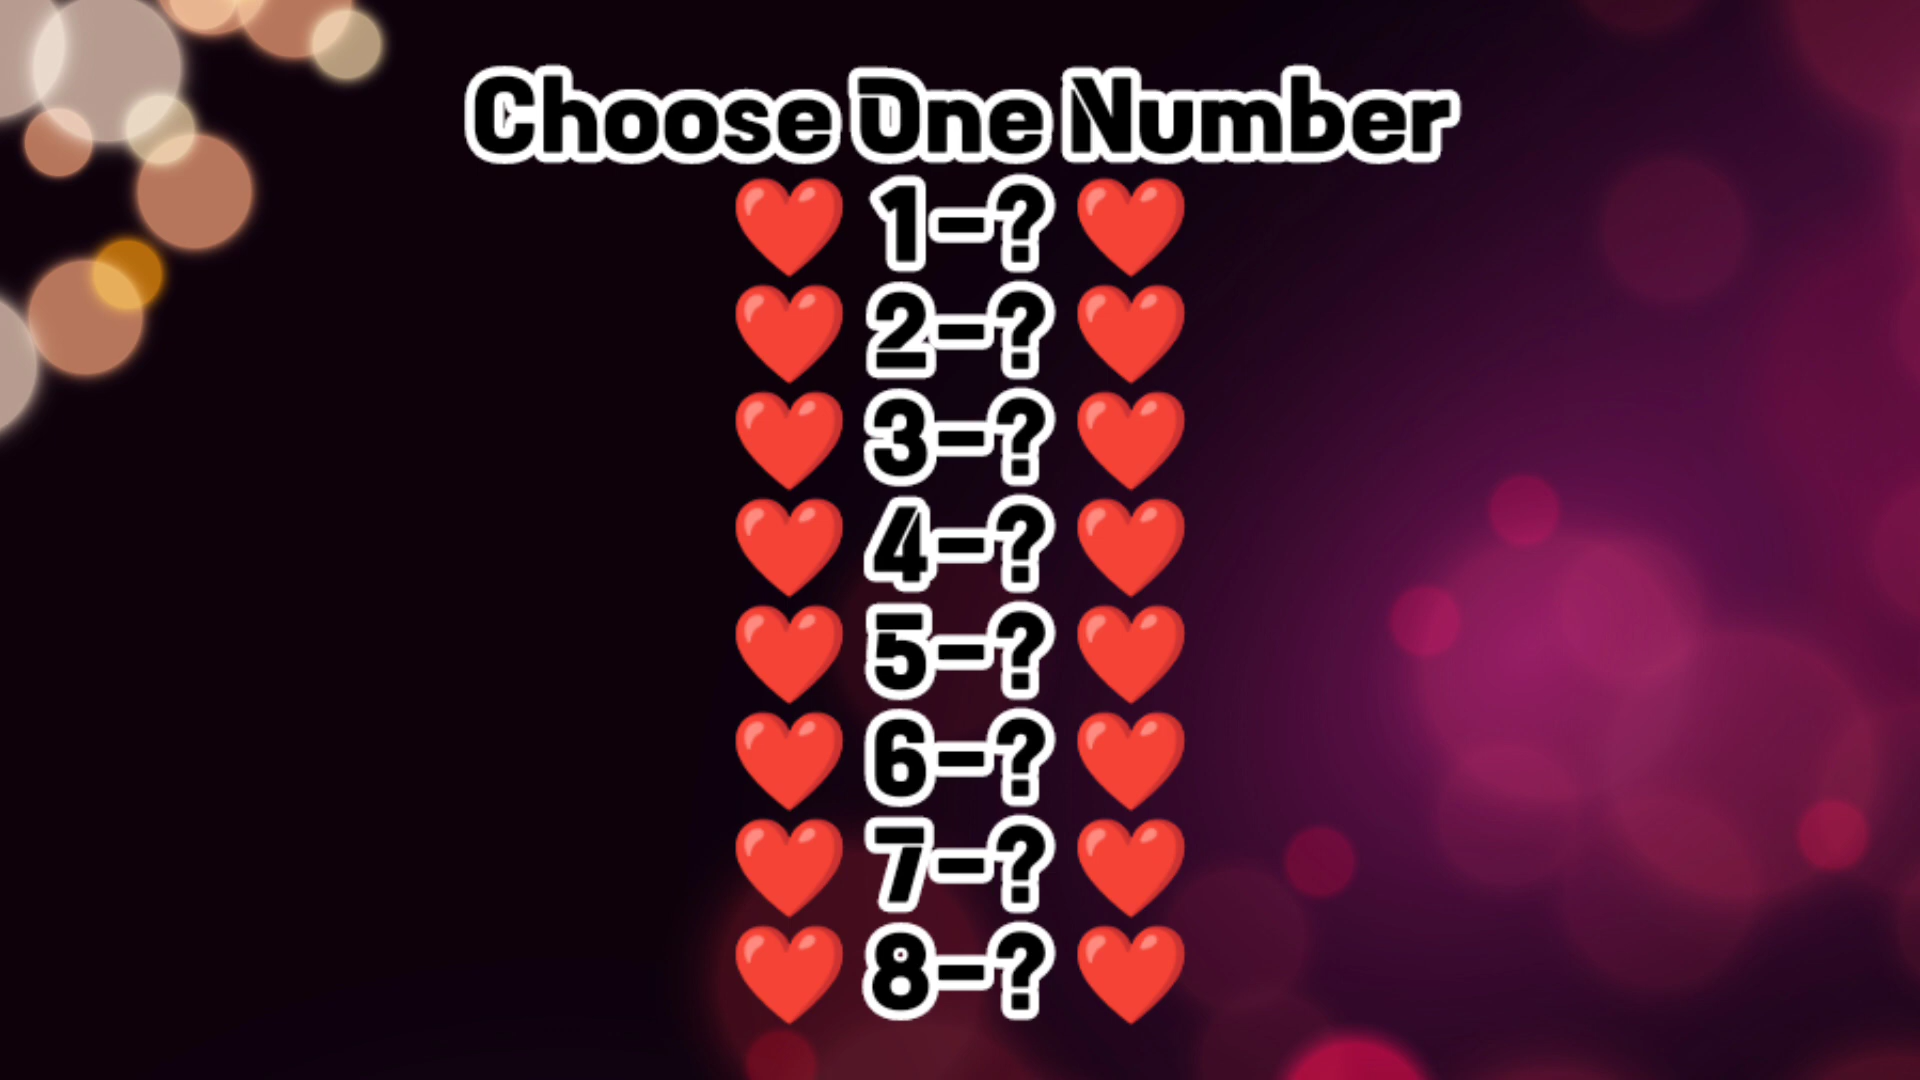 Choose One Number
❤️ 1-? ❤️
❤️ 2-? ❤️
❤️ 3-? ❤️
❤️ 4-? ❤️
❤️ 5-? ❤️
❤️ 6-? ❤️
❤️ 7-? ❤️
❤️ 8-? ❤️